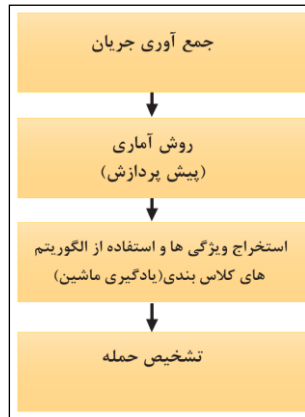 جمع آوری جریان
روش آماری
(پیش پردازش)
استخراج ویژگی ها و استفاده از الگوریتم
های کلاس بندی(یادگیری ماشین)
تشخیص حمله